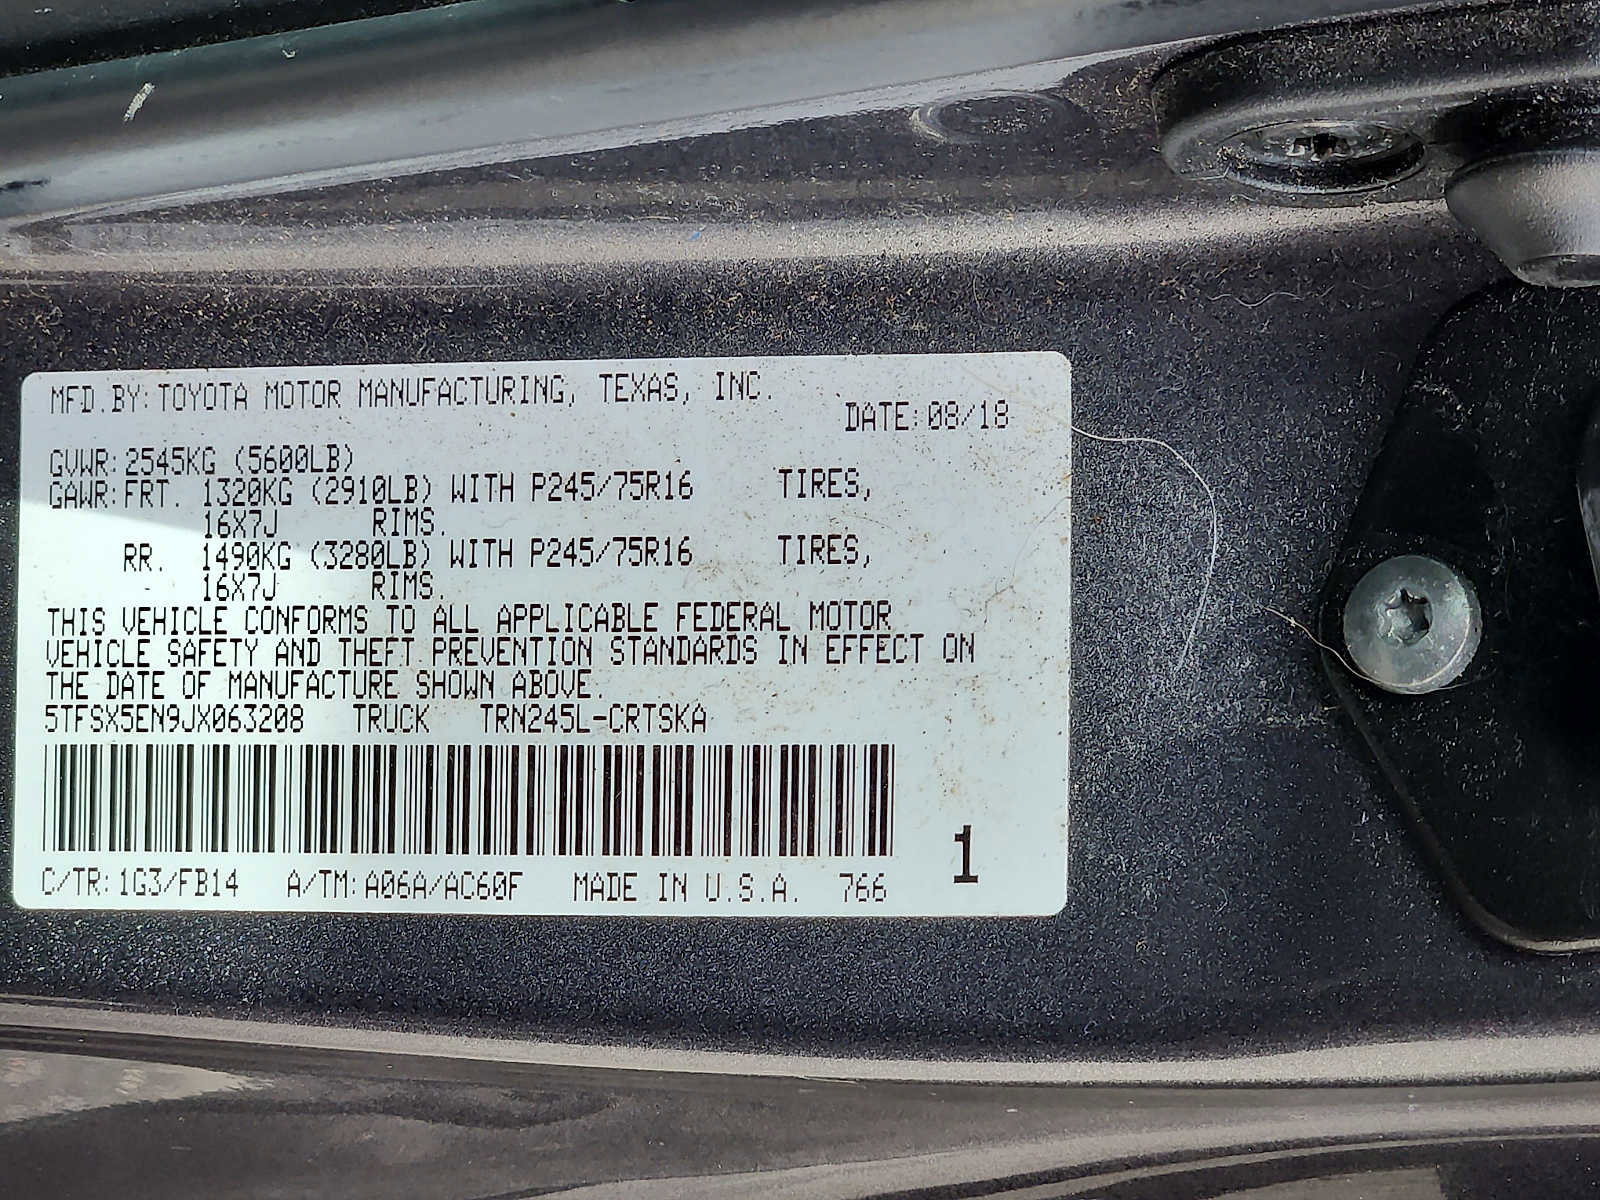 MFD.BY:TOYOTA MOTOR MANUFACTURING, TEXAS, INC.
DATE:08/18
GVWR:2545KG (5600LB)
GAWR:FRT. 1320KG (2910LB) WITH P245/75R16 TIRES,
16X7J RIMS.
RR. 1490KG (3280LB) WITH P245/75R16 TIRES,
16X7J RIMS.
THIS VEHICLE CONFORMS TO ALL APPLICABLE FEDERAL MOTOR
VEHICLE SAFETY AND THEFT PREVENTION STANDARDS IN EFFECT ON
THE DATE OF MANUFACTURE SHOWN ABOVE.
5TFSX5EN9JX063208 TRUCK TRN245L-CRTSKA
1
C/TR:1G3/FB14 A/TM:A06A/AC60F MADE IN U.S.A. 766